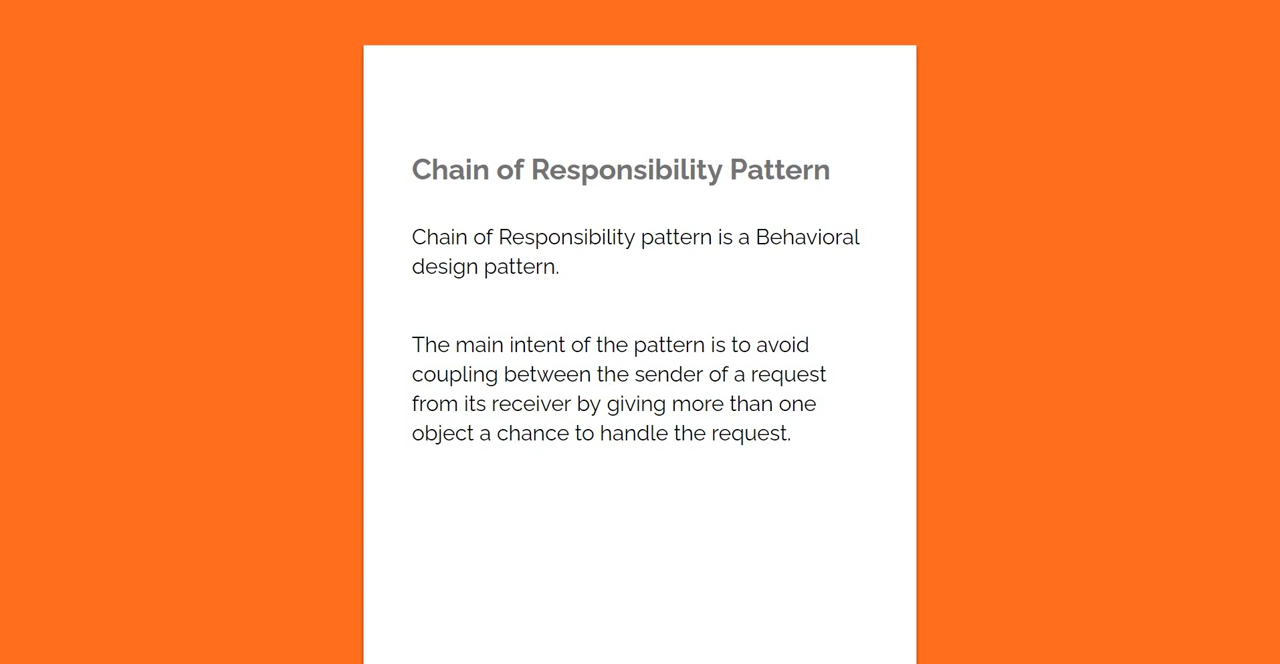 Chain of Responsibility Pattern
Chain of Responsibility pattern is a Behavioral
design pattern.
The main intent of the pattern is to avoid
coupling between the sender of a request
from its receiver by giving more than one
object a chance to handle the request.